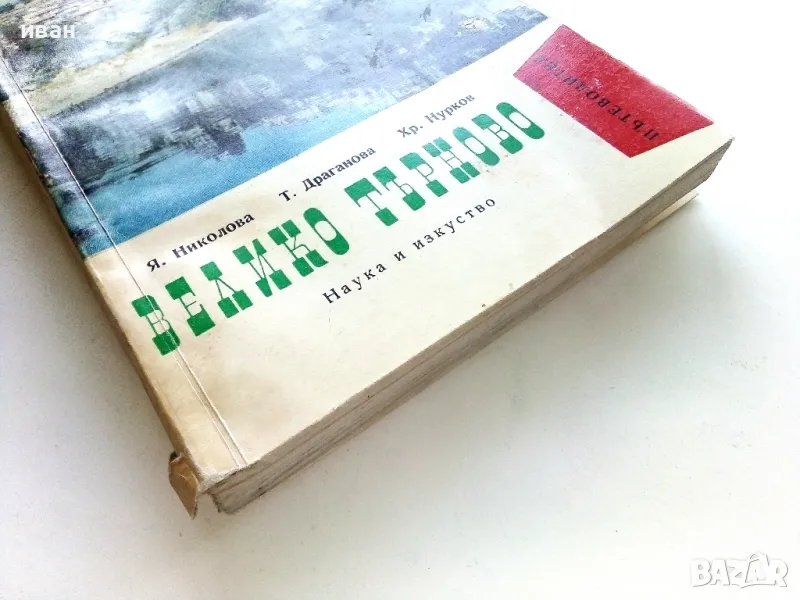 иван
Я. Николова Т. Драганова Хр. Нурков
ВЕЛИКО ТЪРНОВО
Наука и изкуство
ПЪТЕВОДИТЕЛ
BAZAR